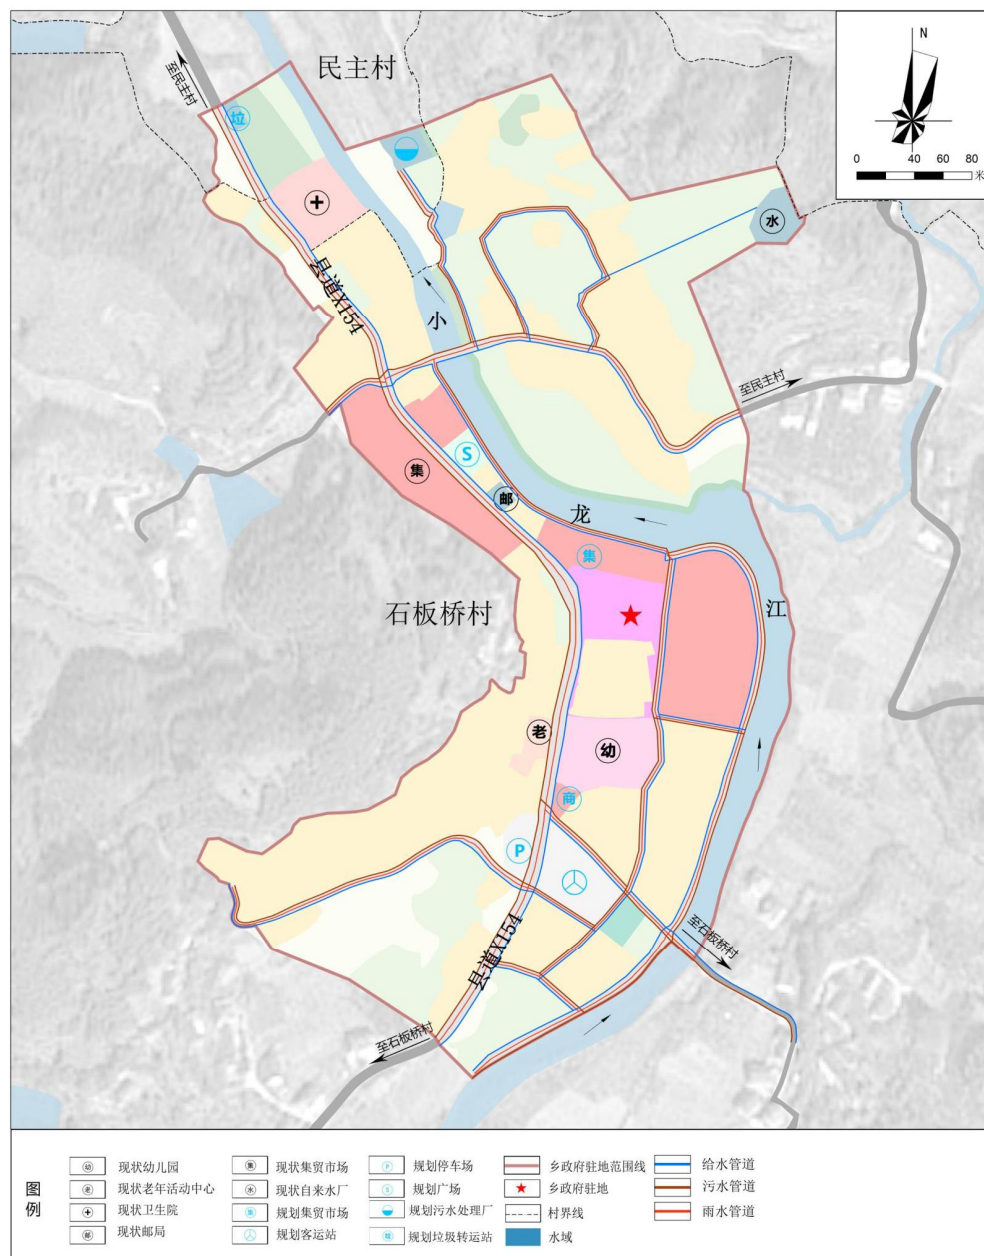 N
0 40 80 米
民主村
至民主村
垃
水
县道X154
小
至民主村
集
S
邮
龙
集
石板桥村
江
老
幼
商
P
县道X154
至石板桥村
至石板桥村
图例
幼 现状幼儿园
老 现状老年活动中心
现状卫生院
邮 现状邮局
集 现状集贸市场
水 现状自来水厂
集 规划集贸市场
规划客运站
P 规划停车场
S 规划广场
规划污水处理厂
规划垃圾转运站
乡政府驻地范围线
乡政府驻地
村界线
水域
给水管道
污水管道
雨水管道